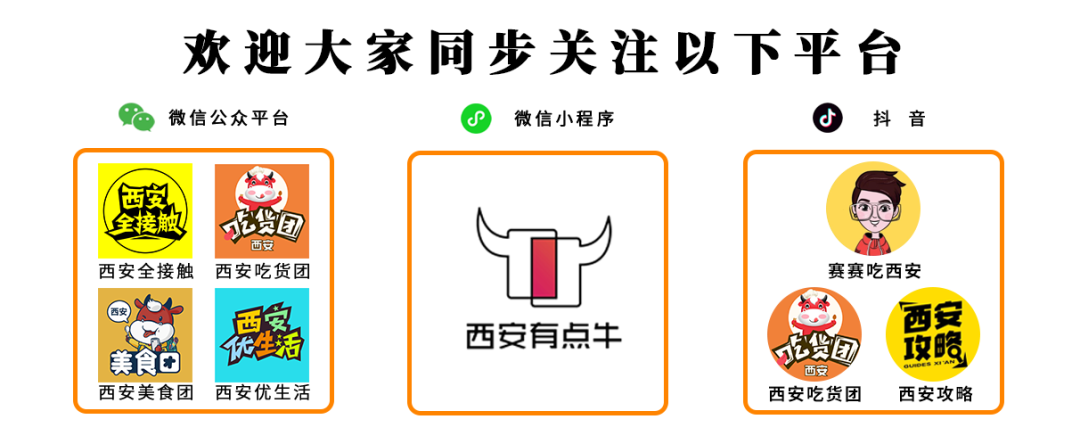 欢迎大家同步关注以下平台
微信公众平台
西安
全接触
吃货团
西安
西安全接触
西安吃货团
西安
美食团
西安
优生活
西安美食团
西安优生活
微信小程序
西安有点牛
抖 音
赛赛吃西安
吃货团
西安
西安
攻略
GUIDES XI'AN
西安吃货团
西安攻略